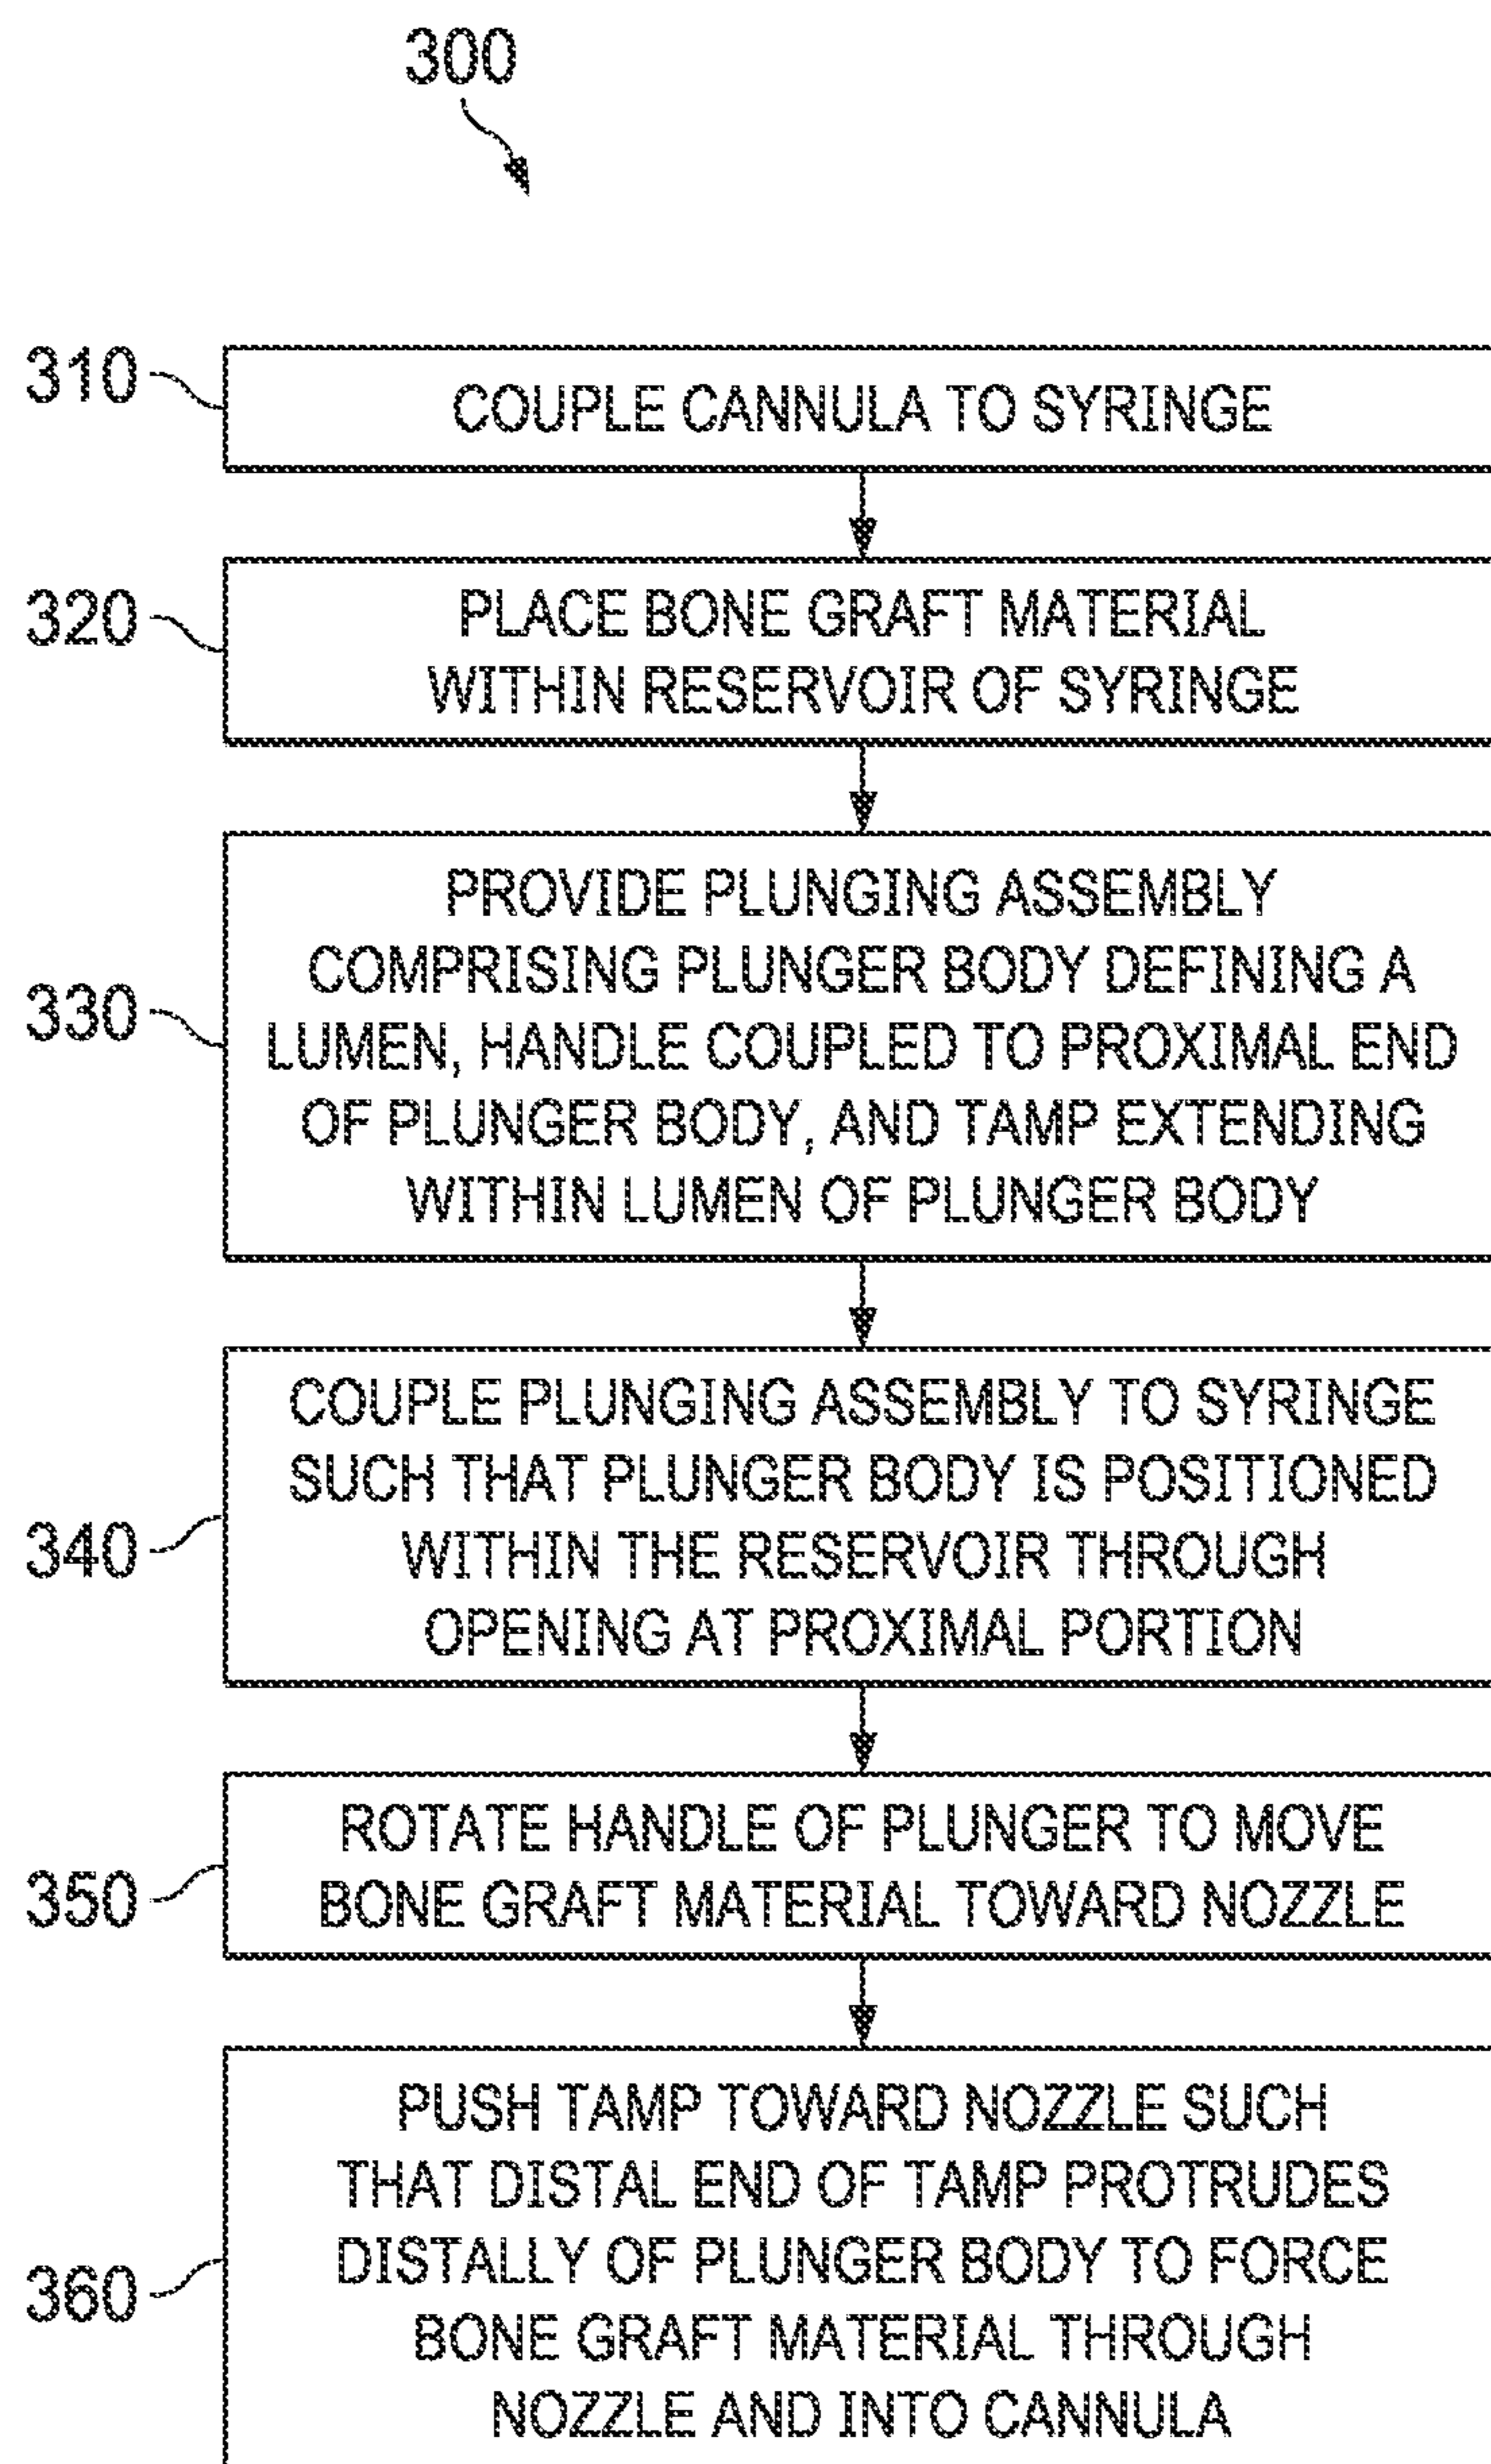 300
310
COUPLE CANNULA TO SYRINGE
320
PLACE BONE GRAFT MATERIAL
WITHIN RESERVOIR OF SYRINGE
330
PROVIDE PLUNGING ASSEMBLY
COMPRISING PLUNGER BODY DEFINING A
LUMEN, HANDLE COUPLED TO PROXIMAL END
OF PLUNGER BODY, AND TAMP EXTENDING
WITHIN LUMEN OF PLUNGER BODY
340
COUPLE PLUNGING ASSEMBLY TO SYRINGE
SUCH THAT PLUNGER BODY IS POSITIONED
WITHIN THE RESERVOIR THROUGH
OPENING AT PROXIMAL PORTION
350
ROTATE HANDLE OF PLUNGER TO MOVE
BONE GRAFT MATERIAL TOWARD NOZZLE
360
PUSH TAMP TOWARD NOZZLE SUCH
THAT DISTAL END OF TAMP PROTRUDES
DISTALLY OF PLUNGER BODY TO FORCE
BONE GRAFT MATERIAL THROUGH
NOZZLE AND INTO CANNULA